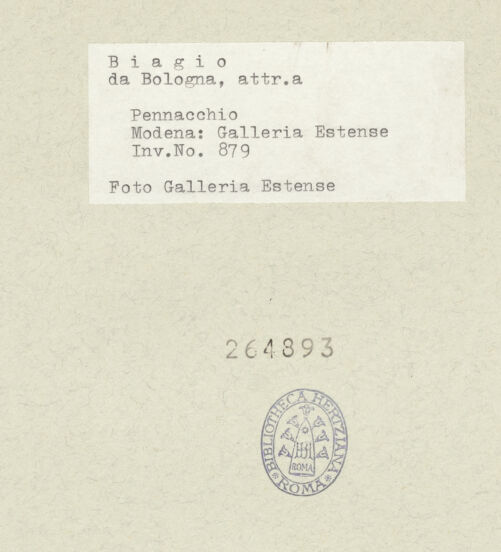 B i a g i o
da Bologna, attr.a
Pennacchio
Modena: Galleria Estense
Inv.No. 879
Foto Galleria Estense
264893
BIBLIOTHECA HERTZIANA
ROMA
ROMA